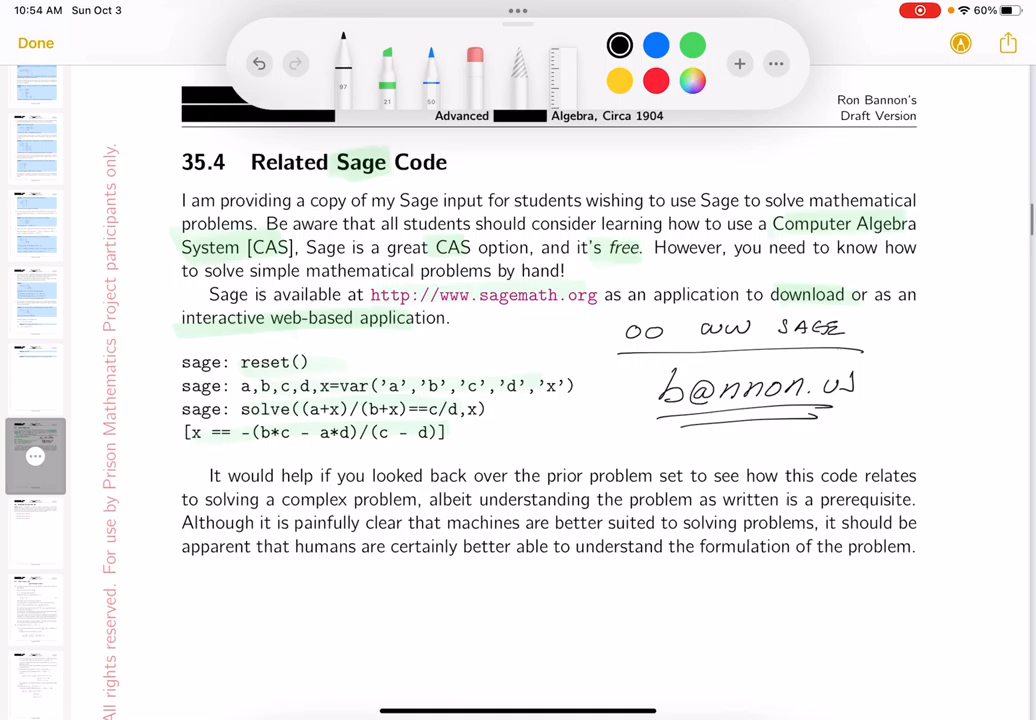 10:54 AM Sun Oct 3
60%
Done
97
21
50
Ron Bannon's
Draft Version
Advanced Algebra, Circa 1904
35.4 Related Sage Code
I am providing a copy of my Sage input for students wishing to use Sage to solve mathematical
problems. Be aware that all students should consider learning how to use a Computer Algebra
System [CAS], Sage is a great CAS option, and it's free. However, you need to know how
to solve simple mathematical problems by hand!
Sage is available at http://www.sagemath.org as an application to download or as an
interactive web-based application.
SAGE
b@nnon.us
sage: reset()
sage: a,b,c,d,x=var('a','b','c','d','x')
sage: solve((a+x)/(b+x)==c/d,x)
[x == -(b*c - a*d)/(c - d)]
It would help if you looked back over the prior problem set to see how this code relates
to solving a complex problem, albeit understanding the problem as written is a prerequisite.
Although it is painfully clear that machines are better suited to solving problems, it should be
apparent that humans are certainly better able to understand the formulation of the problem.
All rights reserved. For use by Prison Mathematics Project participants only.